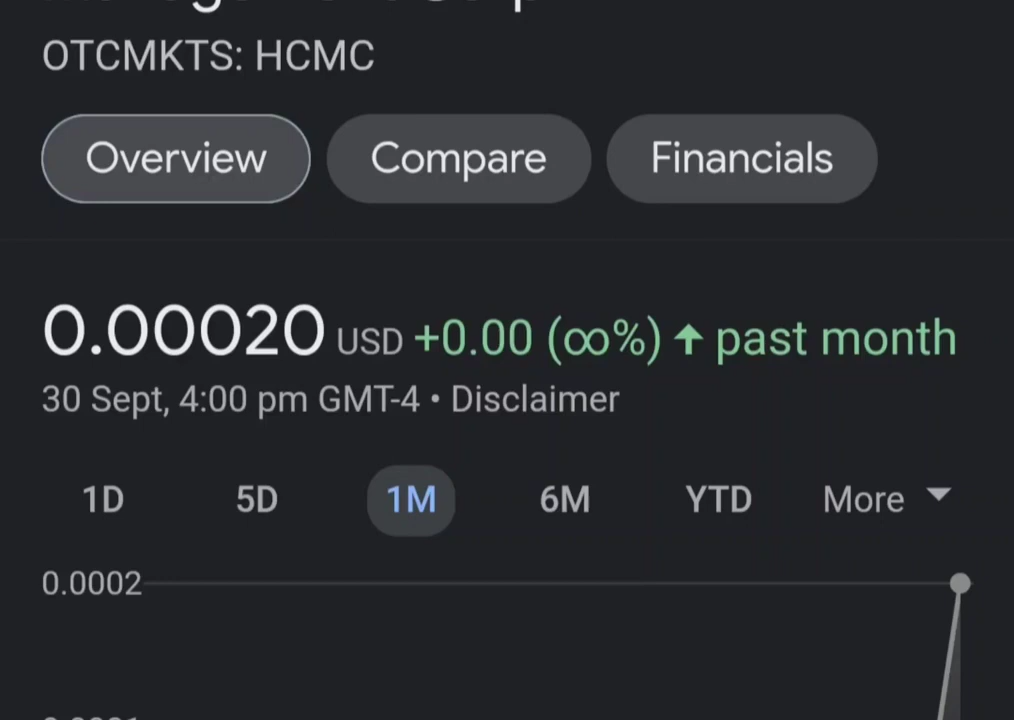 OTCMKTS: HCMC
Overview Compare Financials
0.00020 USD +0.00 (∞%) ↑ past month
30 Sept, 4:00 pm GMT-4 • Disclaimer
1D 5D 1M 6M YTD More
0.0002